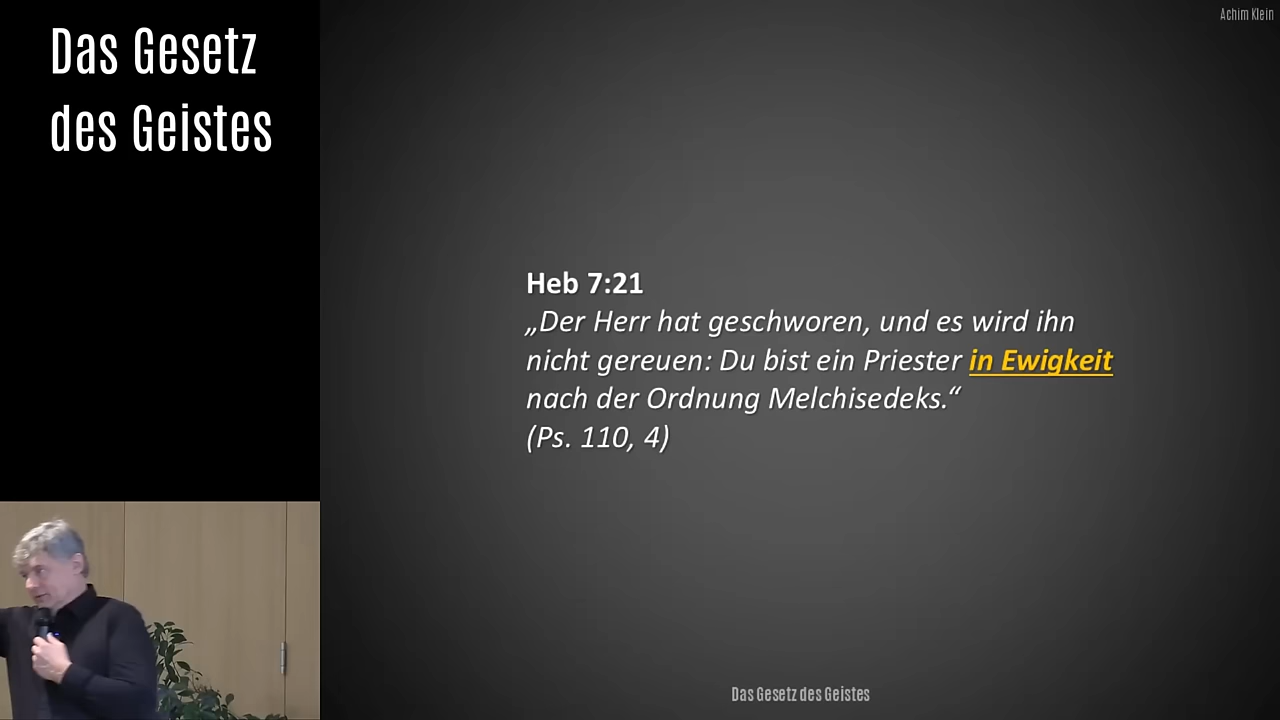 Das Gesetz
des Geistes
Achim Klein
Heb 7:21
„Der Herr hat geschworen, und es wird ihn
nicht gereuen: Du bist ein Priester in Ewigkeit
nach der Ordnung Melchisedeks.“
(Ps. 110, 4)
Das Gesetz des Geistes